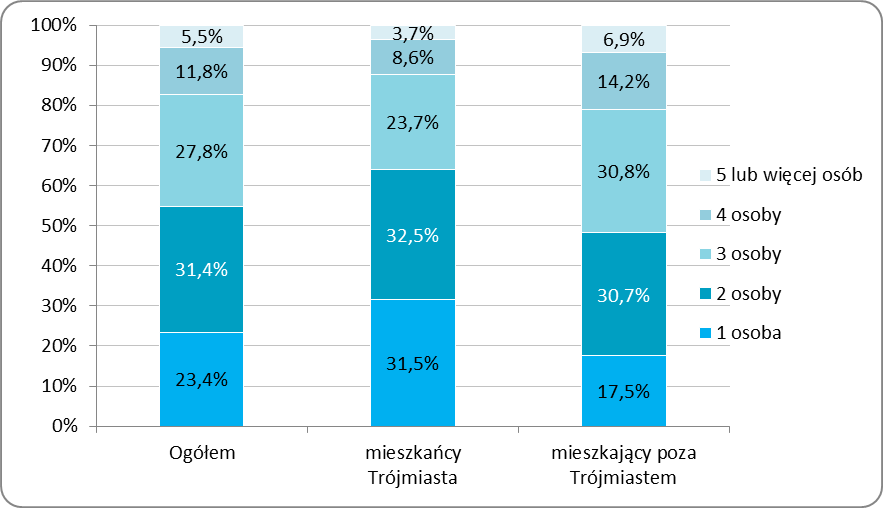 100%
90%
80%
70%
60%
50%
40%
30%
20%
10%
0%
5,5%
11,8%
27,8%
31,4%
23,4%
3,7%
8,6%
23,7%
32,5%
31,5%
6,9%
14,2%
30,8%
30,7%
17,5%
Ogółem
mieszkańcy
Trójmiasta
mieszkający poza
Trójmiastem
5 lub więcej osób
4 osoby
3 osoby
2 osoby
1 osoba